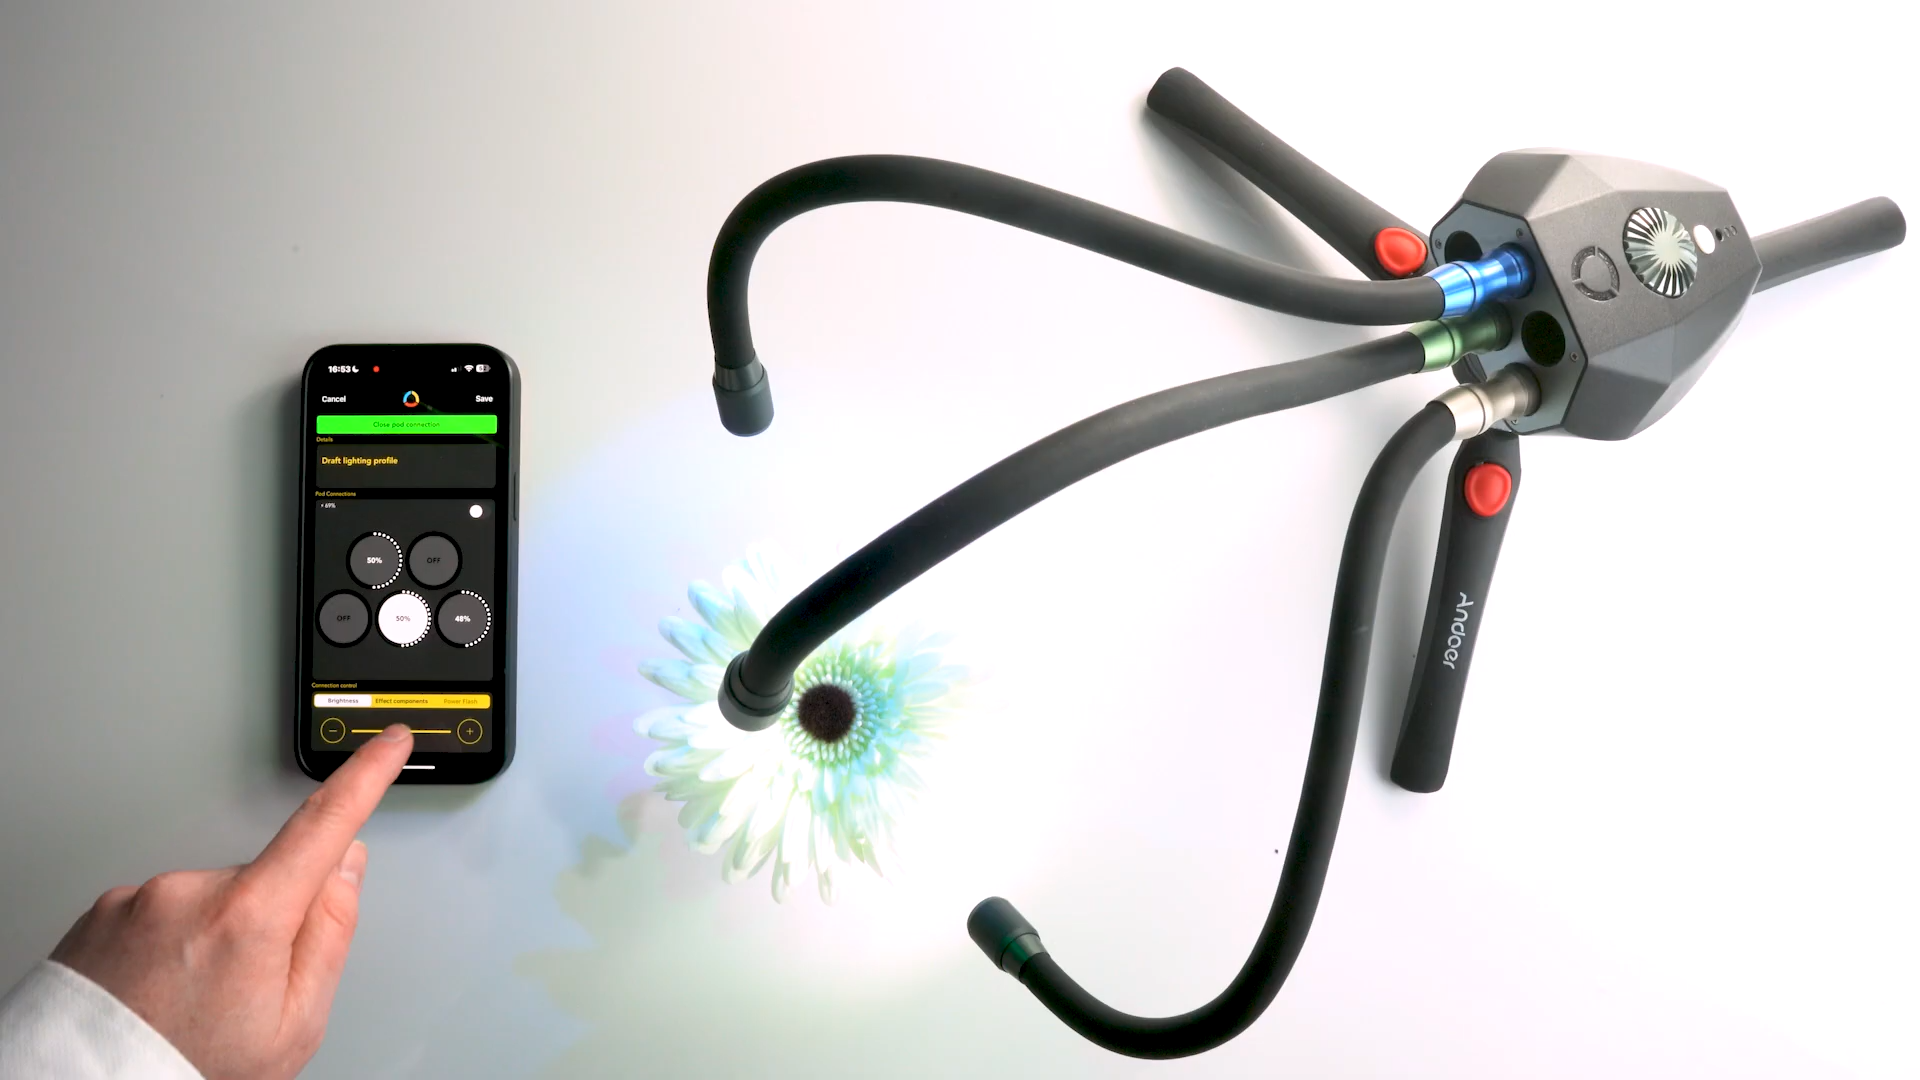 16:53
Cancel
Save
Close pod connection
Details
Draft lighting profile
Pod Connections
69%
50%
OFF
OFF
50%
48%
Connection control
Brightness
Effect components
Power Flash
Andoer